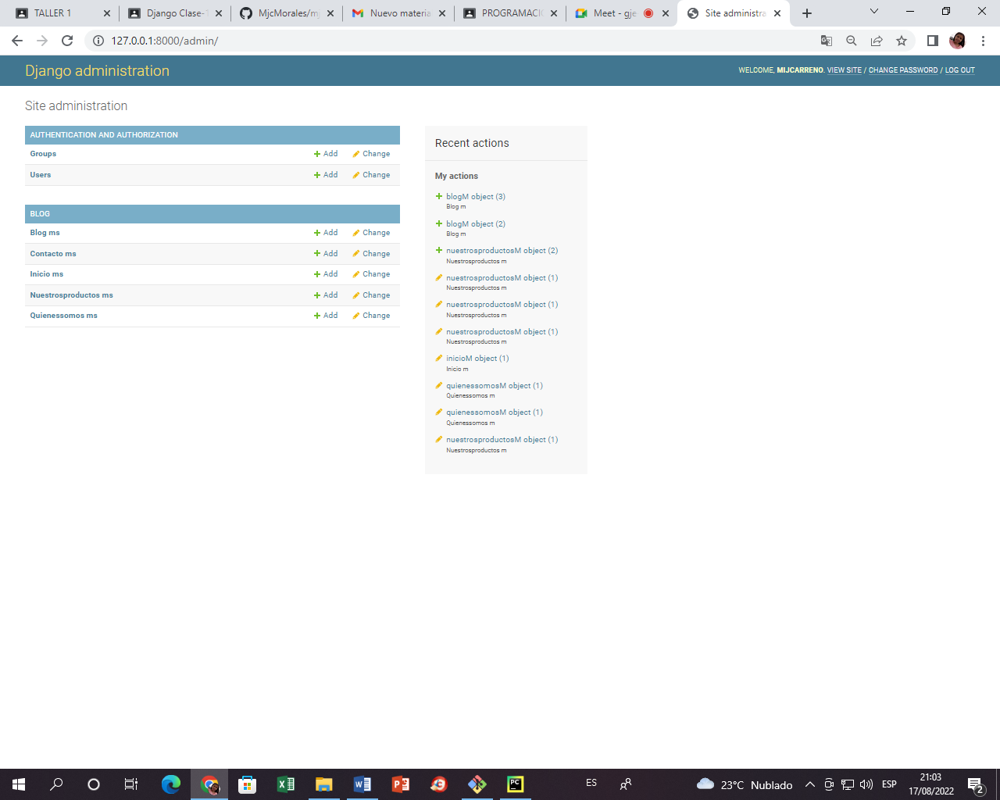 TALLER 1
Django Clase-1
MjcMorales/mj
Nuevo materia
PROGRAMACI
Meet - gje
Site administra
127.0.0.1:8000/admin/
Django administration
WELCOME, MIJCARRENO. VIEW SITE / CHANGE PASSWORD / LOG OUT
Site administration
AUTHENTICATION AND AUTHORIZATION
Groups Add Change
Users Add Change
BLOG
Blog ms Add Change
Contacto ms Add Change
Inicio ms Add Change
Nuestrosproductos ms Add Change
Quienessomos ms Add Change
Recent actions
My actions
blogM object (3)
Blog m
blogM object (2)
Blog m
nuestrosproductosM object (2)
Nuestrosproductos m
nuestrosproductosM object (1)
Nuestrosproductos m
nuestrosproductosM object (1)
Nuestrosproductos m
nuestrosproductosM object (1)
Nuestrosproductos m
inicioM object (1)
Inicio m
quienessomosM object (1)
Quienessomos m
quienessomosM object (1)
Quienessomos m
nuestrosproductosM object (1)
Nuestrosproductos m
ES
23°C Nublado
ESP
21:03
17/08/2022
2